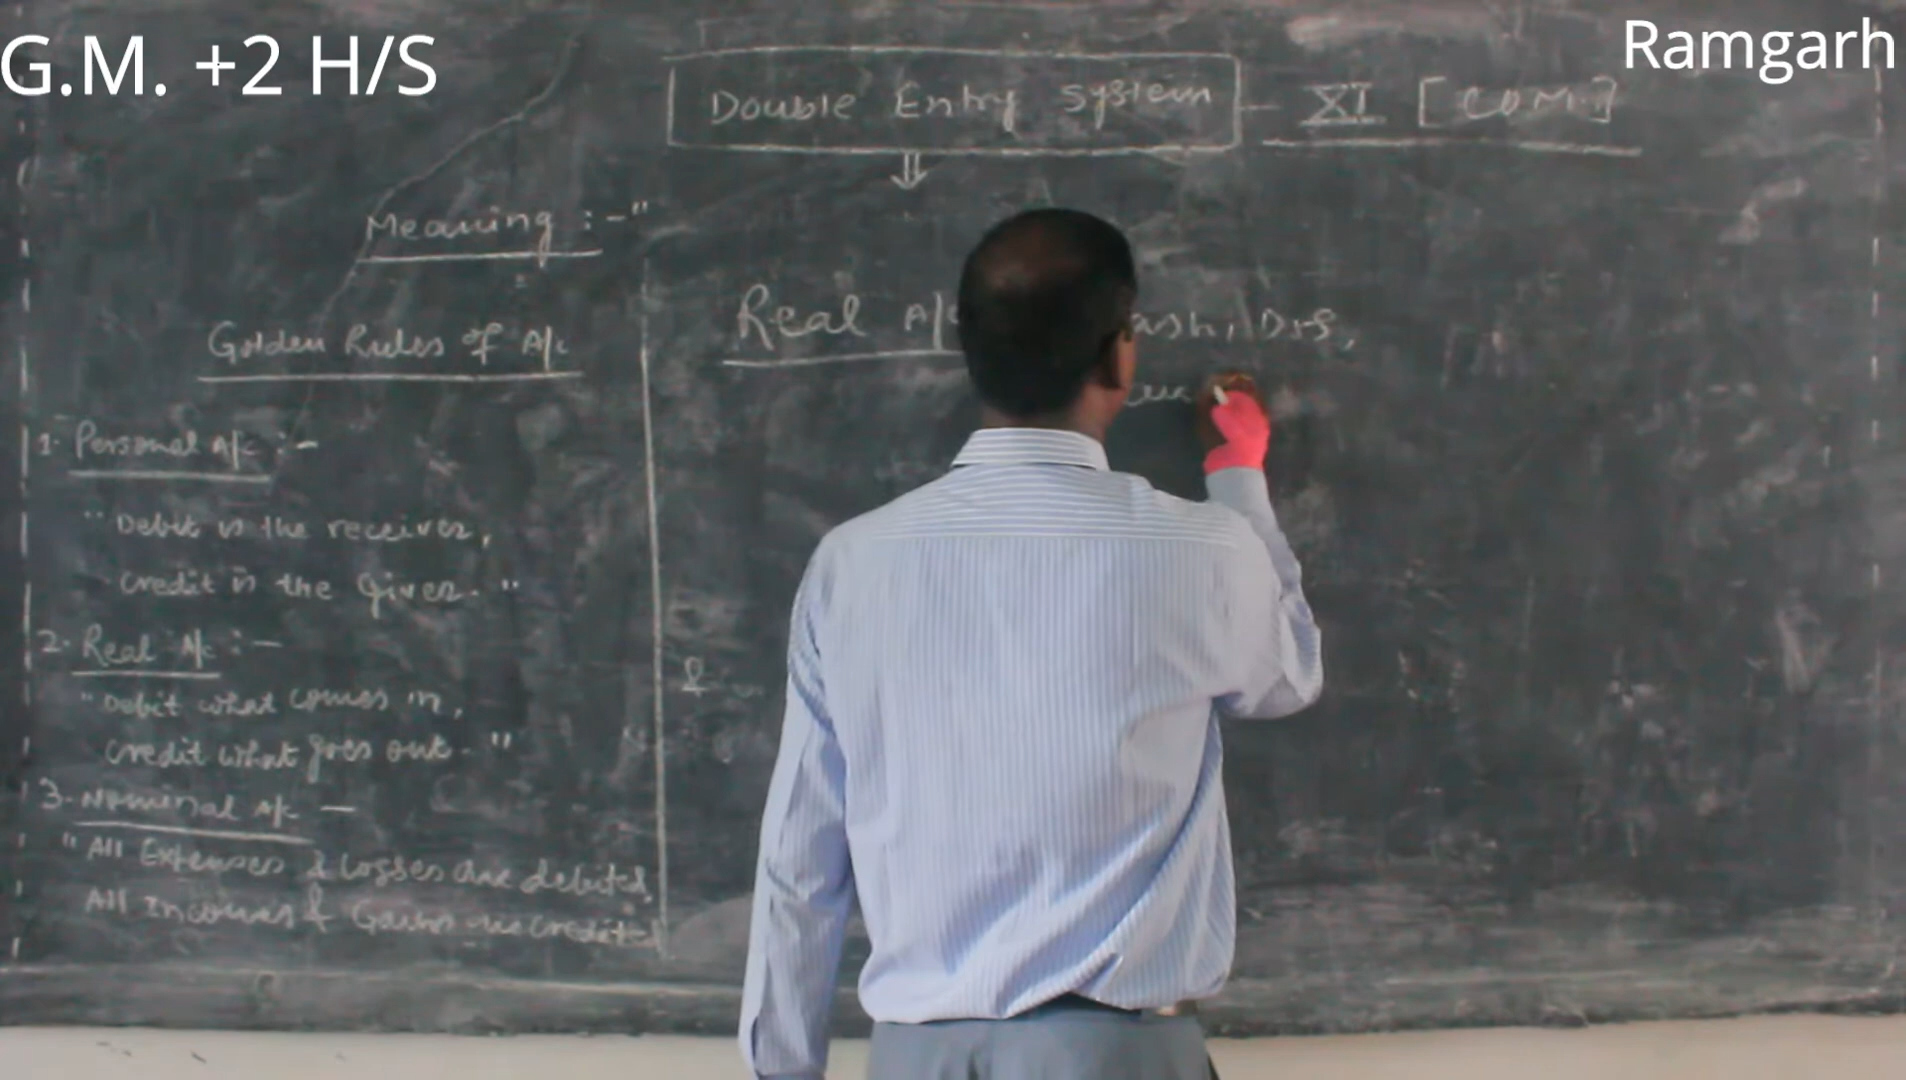 G.M. +2 H/S
Ramgarh
Double Entry System — XI [COM.]
Meaning :-"
Golden Rules of A/c
1. Personal A/c :-
"Debit is the receiver,
credit is the Giver."
2. Real A/c :-
"Debit what comes in,
credit what goes out."
3. Nominal A/c —
"All Expenses & Losses are debited,
All Incomes & Gains are credited
Real A/c